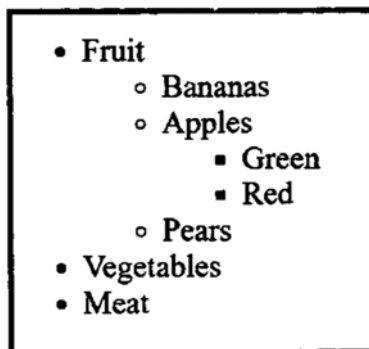 • Fruit
○ Bananas
○ Apples
■ Green
■ Red
○ Pears
• Vegetables
• Meat